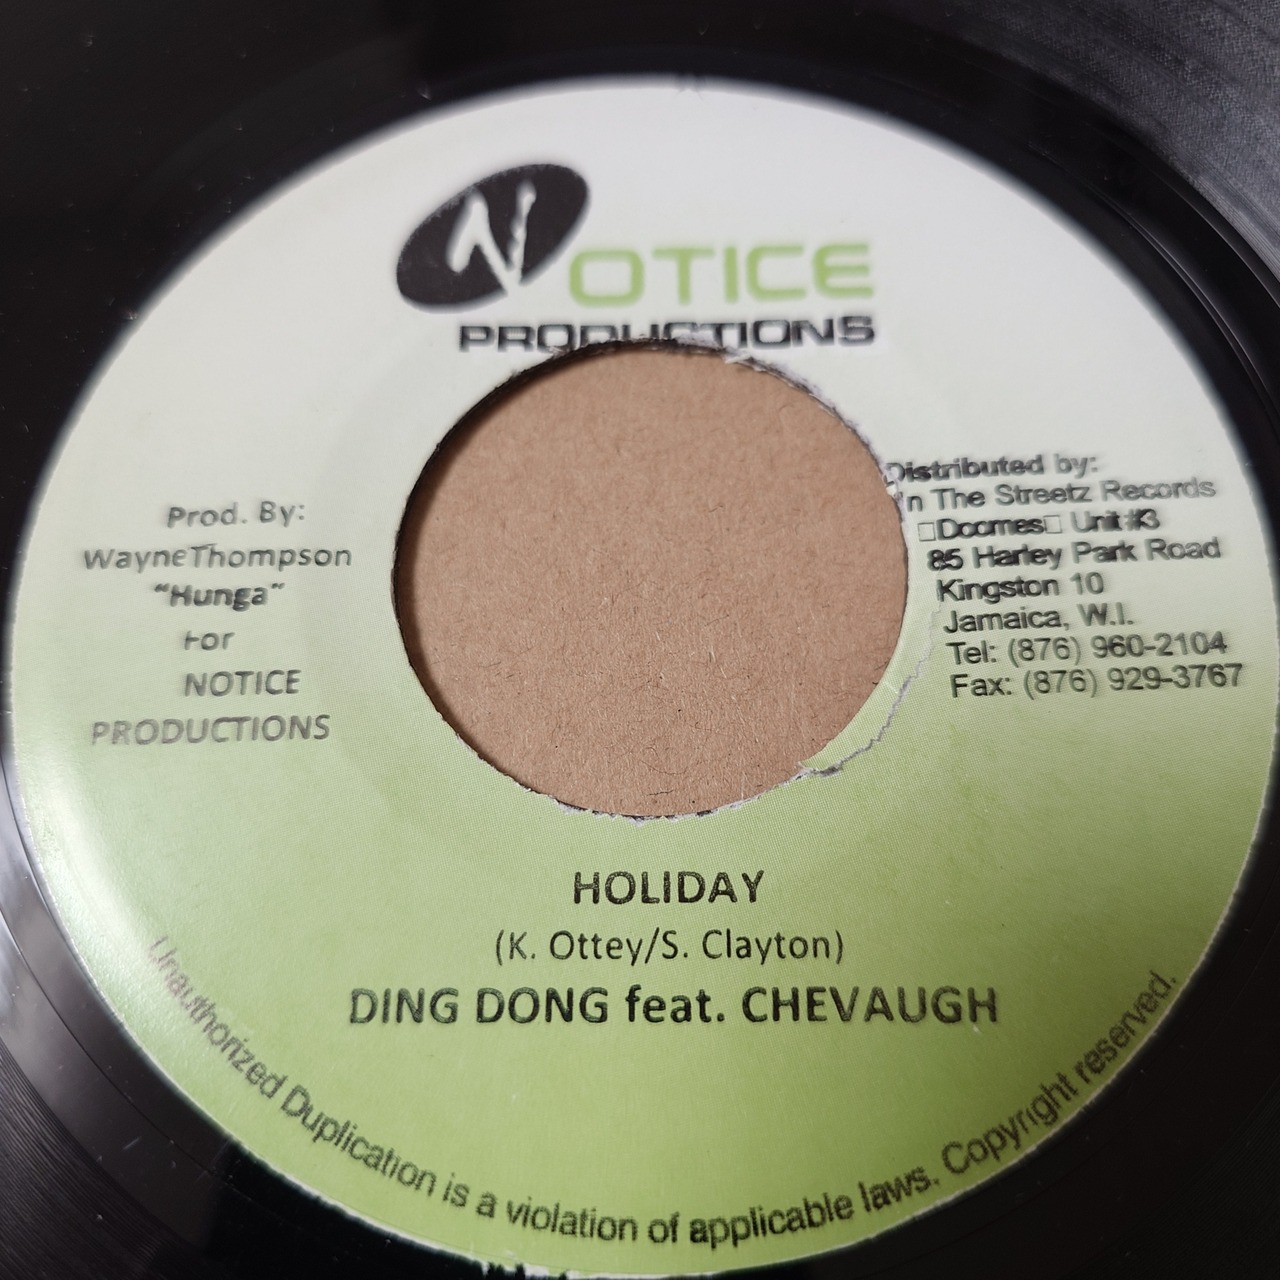 NOTICE
PRODUCTIONS
Prod. By:
WayneThompson
"Hunga"
For
NOTICE
PRODUCTIONS
Distributed by:
'n The Streetz Records
□Doomes□ Unit #3
85 Harley Park Road
Kingston 10
Jamaica, W.I.
Tel: (876) 960-2104
Fax: (876) 929-3767
HOLIDAY
(K. Ottey/S. Clayton)
DING DONG feat. CHEVAUGH
Unauthorized Duplication is a violation of applicable laws. Copyright reserved.